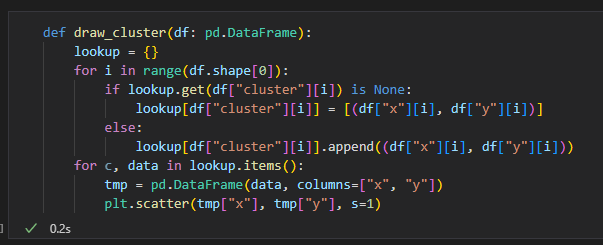 def draw_cluster(df: pd.DataFrame):
    lookup = {}
    for i in range(df.shape[0]):
        if lookup.get(df["cluster"][i]) is None:
            lookup[df["cluster"][i]] = [(df["x"][i], df["y"][i])]
        else:
            lookup[df["cluster"][i]].append((df["x"][i], df["y"][i]))
    for c, data in lookup.items():
        tmp = pd.DataFrame(data, columns=["x", "y"])
        plt.scatter(tmp["x"], tmp["y"], s=1)
] ✓ 0.2s